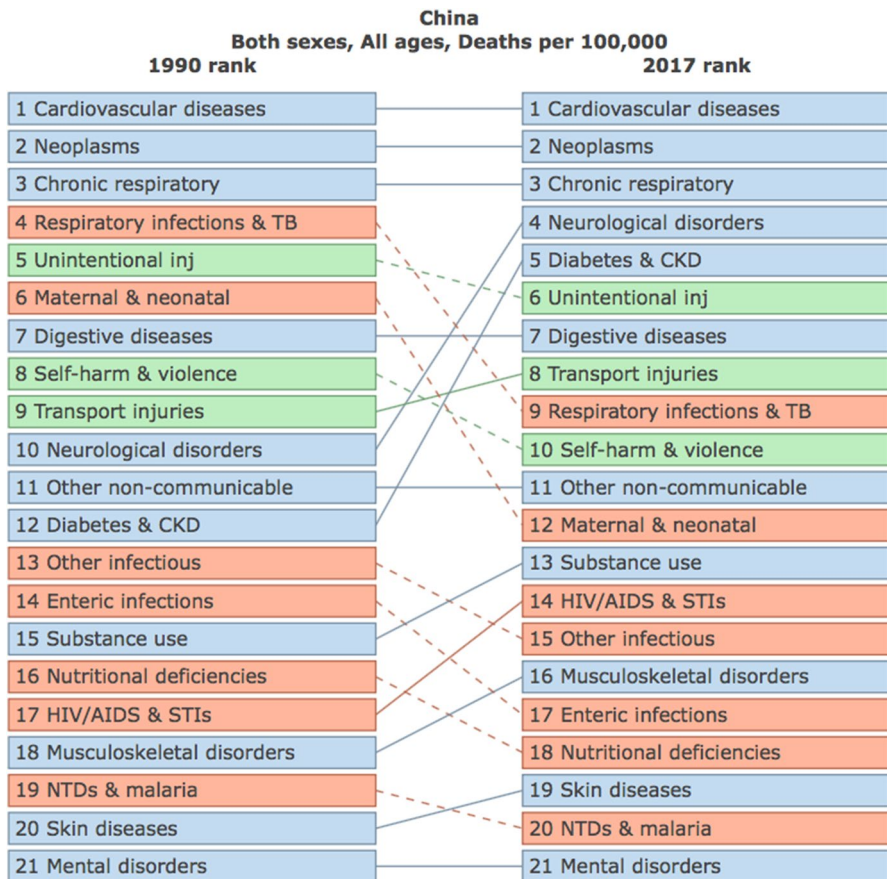 China
Both sexes, All ages, Deaths per 100,000
1990 rank
2017 rank
1 Cardiovascular diseases
1 Cardiovascular diseases
2 Neoplasms
2 Neoplasms
3 Chronic respiratory
3 Chronic respiratory
4 Respiratory infections & TB
4 Neurological disorders
5 Unintentional inj
5 Diabetes & CKD
6 Maternal & neonatal
6 Unintentional inj
7 Digestive diseases
7 Digestive diseases
8 Self-harm & violence
8 Transport injuries
9 Transport injuries
9 Respiratory infections & TB
10 Neurological disorders
10 Self-harm & violence
11 Other non-communicable
11 Other non-communicable
12 Diabetes & CKD
12 Maternal & neonatal
13 Other infectious
13 Substance use
14 Enteric infections
14 HIV/AIDS & STIs
15 Substance use
15 Other infectious
16 Nutritional deficiencies
16 Musculoskeletal disorders
17 HIV/AIDS & STIs
17 Enteric infections
18 Musculoskeletal disorders
18 Nutritional deficiencies
19 NTDs & malaria
19 Skin diseases
20 Skin diseases
20 NTDs & malaria
21 Mental disorders
21 Mental disorders